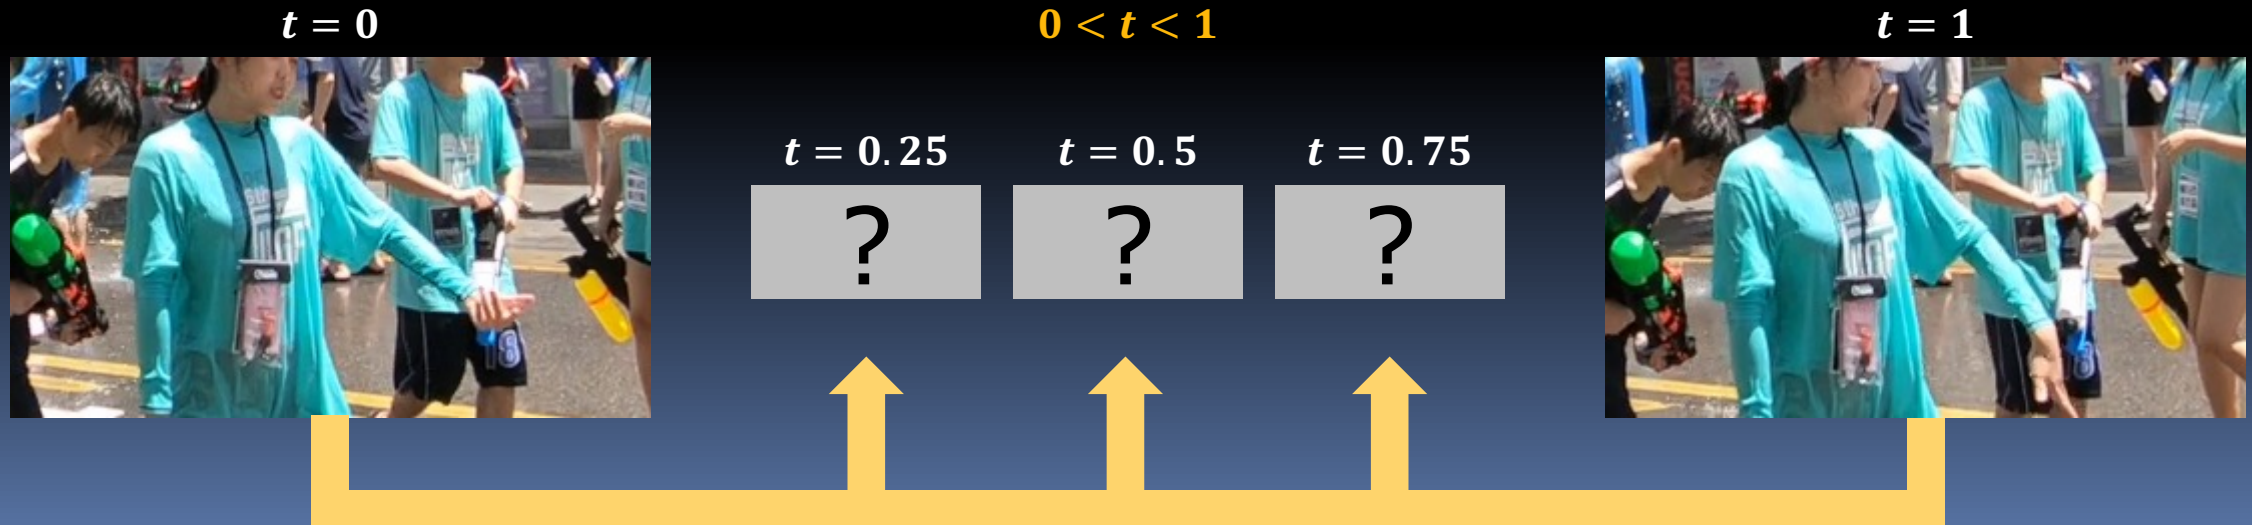 t = 0
0 < t < 1
t = 1
t = 0.25
t = 0.5
t = 0.75
?
?
?